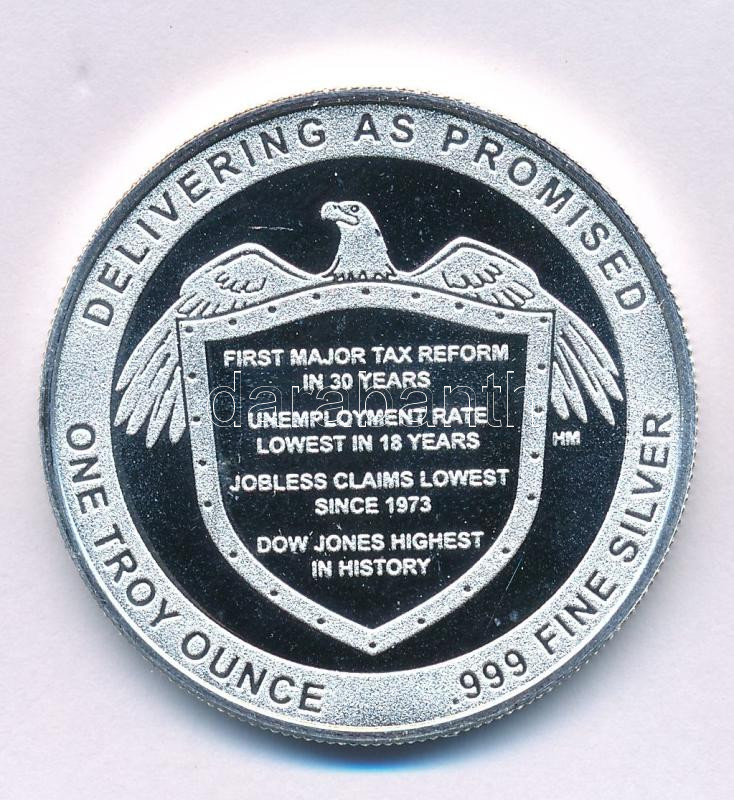 DELIVERING AS PROMISED
FIRST MAJOR TAX REFORM
IN 30 YEARS
UNEMPLOYMENT RATE
LOWEST IN 18 YEARS
JOBLESS CLAIMS LOWEST
SINCE 1973
DOW JONES HIGHEST
IN HISTORY
HM
ONE TROY OUNCE
.999 FINE SILVER